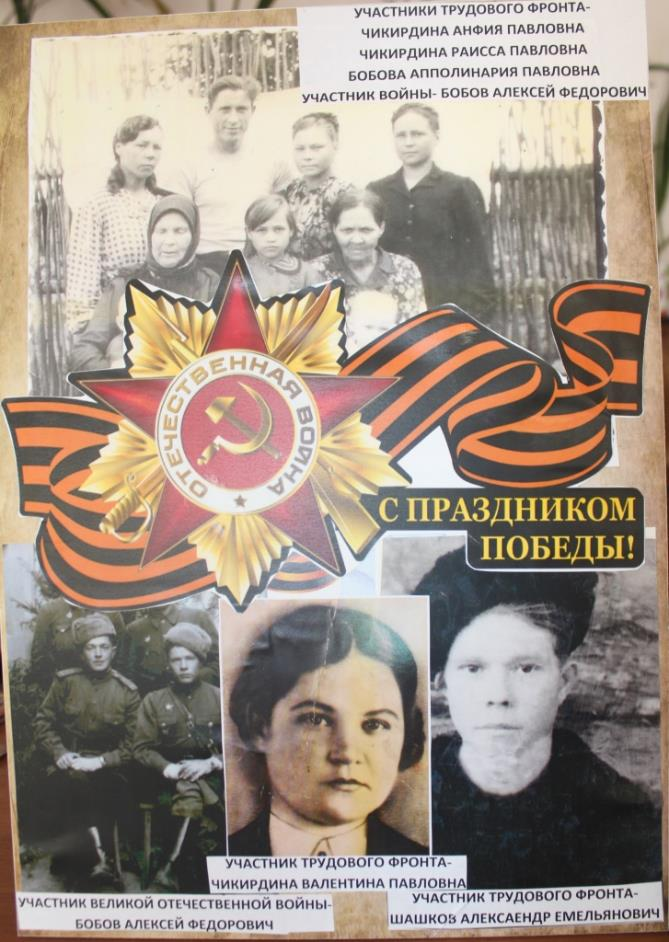 УЧАСТНИКИ ТРУДОВОГО ФРОНТА-
ЧИКИРДИНА АНФИЯ ПАВЛОВНА
ЧИКИРДИНА РАИССА ПАВЛОВНА
БОБОВА АППОЛИНАРИЯ ПАВЛОВНА
УЧАСТНИК ВОЙНЫ- БОБОВ АЛЕКСЕЙ ФЕДОРОВИЧ
ОТЕЧЕСТВЕННАЯ ВОЙНА
С ПРАЗДНИКОМ
ПОБЕДЫ!
УЧАСТНИК ТРУДОВОГО ФРОНТА-
ЧИКИРДИНА ВАЛЕНТИНА ПАВЛОВНА
УЧАСТНИК ВЕЛИКОЙ ОТЕЧЕСТВЕННОЙ ВОЙНЫ-
БОБОВ АЛЕКСЕЙ ФЕДОРОВИЧ
УЧАСТНИК ТРУДОВОГО ФРОНТА-
ШАШКОВ АЛЕКСАЕНДР ЕМЕЛЬЯНОВИЧ